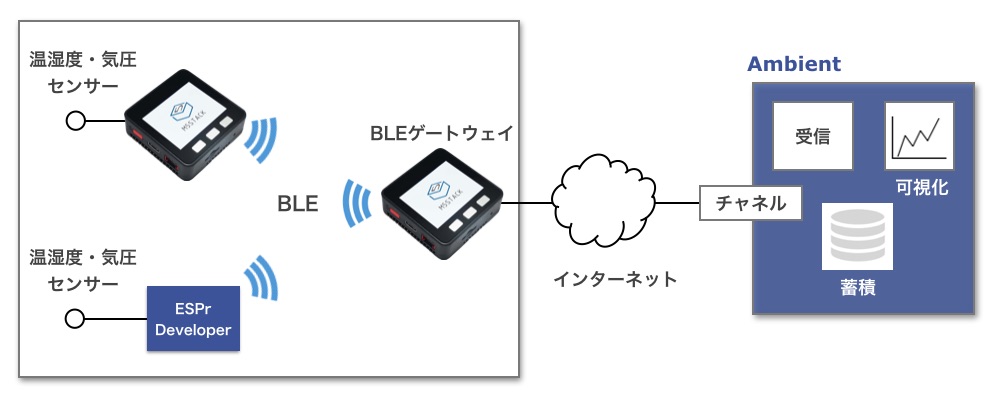 温湿度・気圧
センサー
M5STACK
BLEゲートウェイ
M5STACK
BLE
温湿度・気圧
センサー
ESPr
Developer
インターネット
Ambient
受信
可視化
チャネル
蓄積